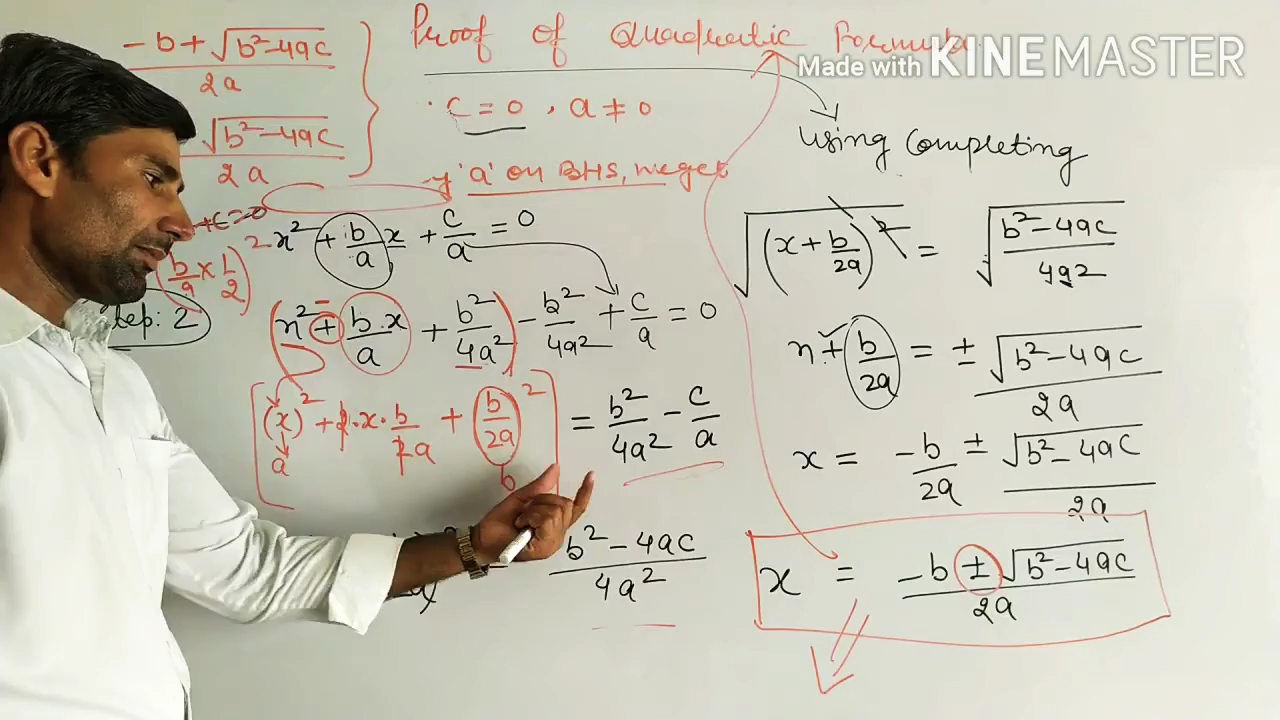 Proof of Quadratic Formula
Made with KINEMASTER
-b+√(b²-4ac)
2a
√(b²-4ac)
2a
c = 0 , a ≠ 0
using Completing
y 'a' on BHS, we get
+c=0
x² + b/a x + c/a = 0
(b/a × 1/2)²
tep: 2
(x² + b·x/a + b²/4a²) - b²/4a² + c/a = 0
[(x)² + 2·x·b/2a + (b/2a)²] = b²/4a² - c/a
a
b
= b²-4ac/4a²
√(x+b/2a)² = √(b²-4ac/4a²)
x + b/2a = ± √(b²-4ac)/2a
x = -b/2a ± √(b²-4ac)/2a
x = -b ± √(b²-4ac)/2a